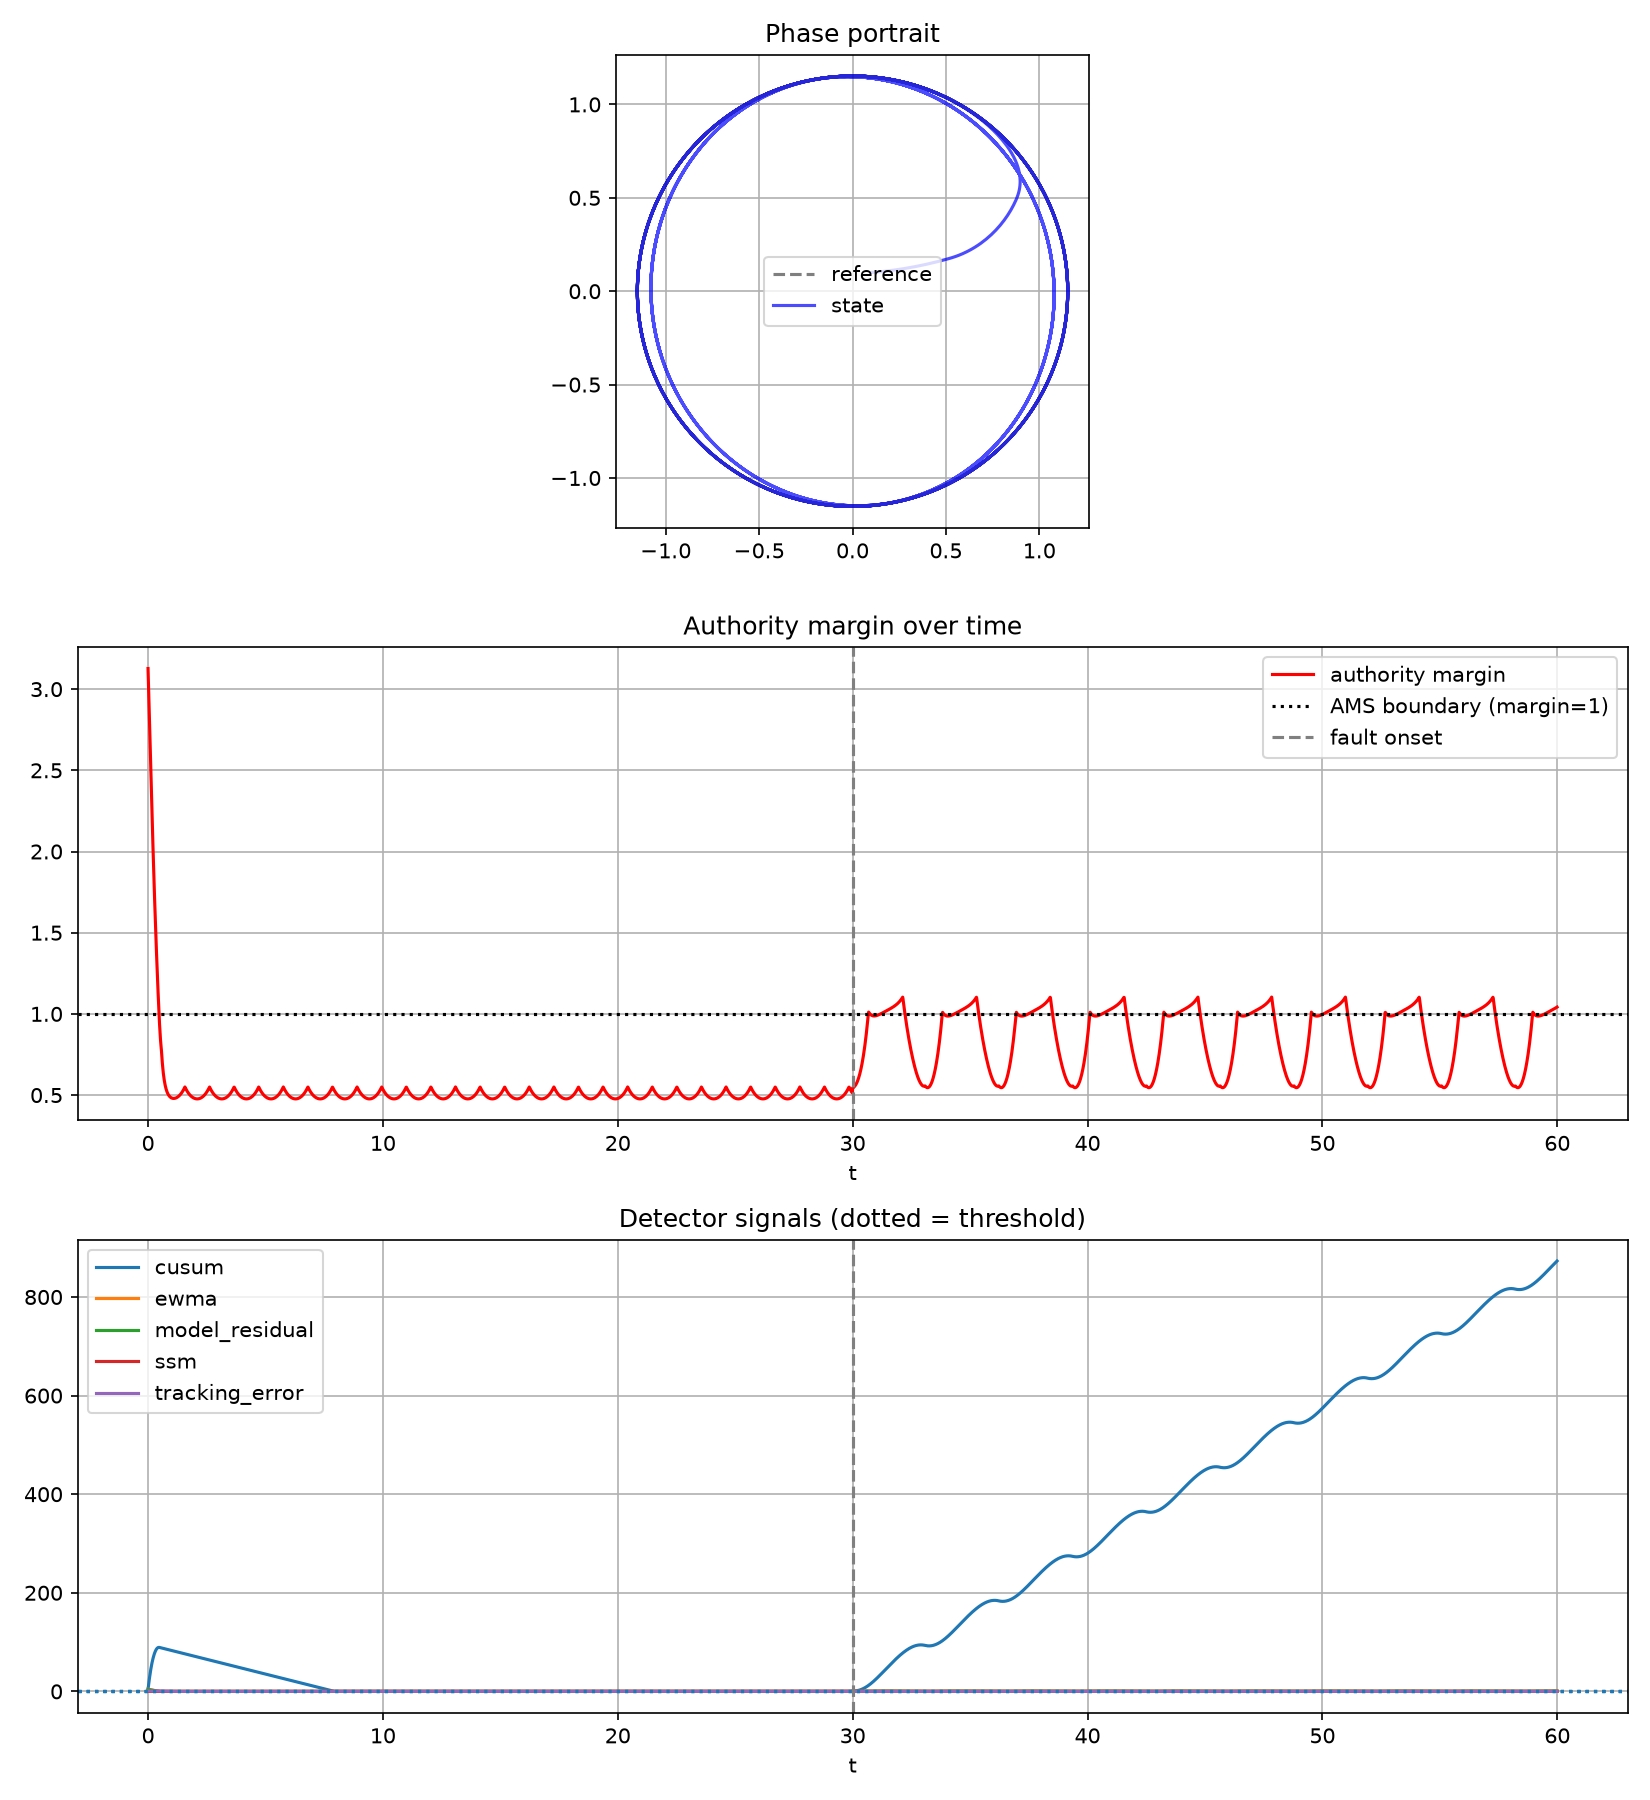 Phase portrait
1.0
0.5
0.0
−0.5
−1.0
reference
state
−1.0 −0.5 0.0 0.5 1.0
Authority margin over time
3.0
2.5
2.0
1.5
1.0
0.5
authority margin
AMS boundary (margin=1)
fault onset
0 10 20 30 40 50 60
t
Detector signals (dotted = threshold)
800
600
400
200
0
cusum
ewma
model_residual
ssm
tracking_error
0 10 20 30 40 50 60
t